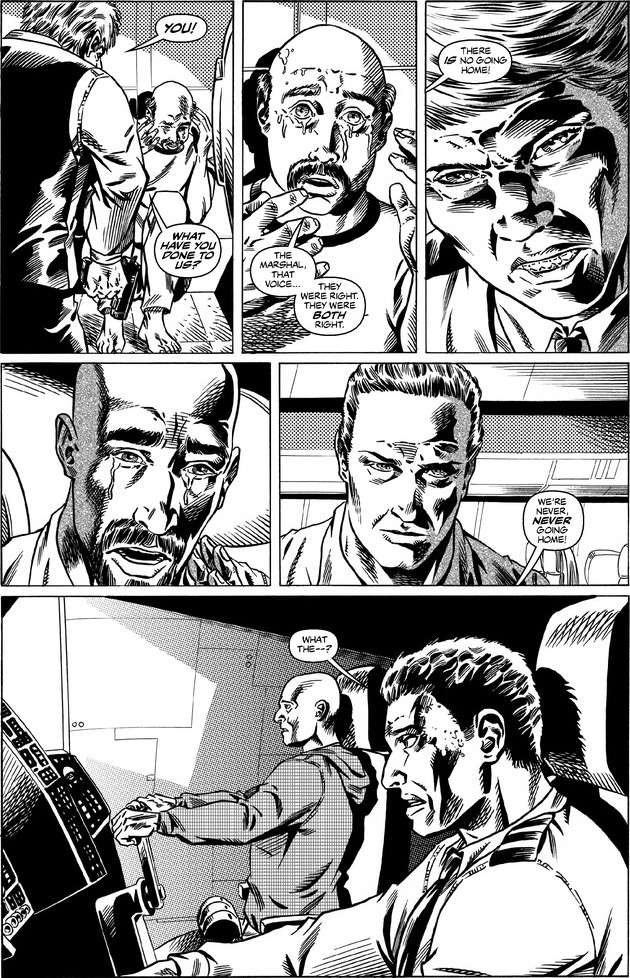 YOU!
WHAT
HAVE YOU
DONE TO
US?
THE
MARSHAL,
THAT
VOICE...
THEY
WERE RIGHT.
THEY WERE
BOTH
RIGHT.
THERE
IS NO GOING
HOME!
WE'RE
NEVER,
NEVER
GOING
HOME!
WHAT
THE--?